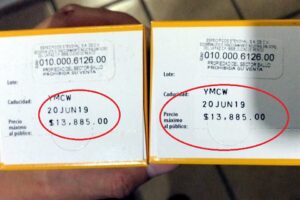 010.000.6126.00
PROPIEDAD DEL SECTOR SALUD
PROHIBIDA SU VENTA
Lote:
Caducidad:
YMCW
20JUN19
Precio
máximo
al público:
$13,885.00
010.000.6126.00
PROPIEDAD DEL SECTOR SALUD
PROHIBIDA SU VENTA
Lote:
Caducidad:
YMCW
20JUN19
Precio
máximo
al público:
$13,885.00